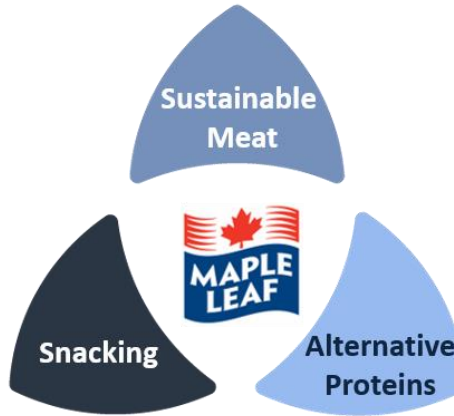 Sustainable
Meat
MAPLE
LEAF
Snacking
Alternative
Proteins